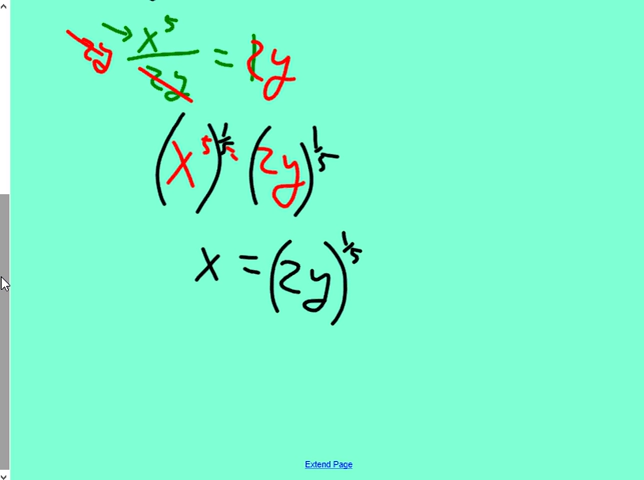 2y x^5/2y = 2y
(x^5)^1/5 = (2y)^1/5
x = (2y)^1/5
Extend Page